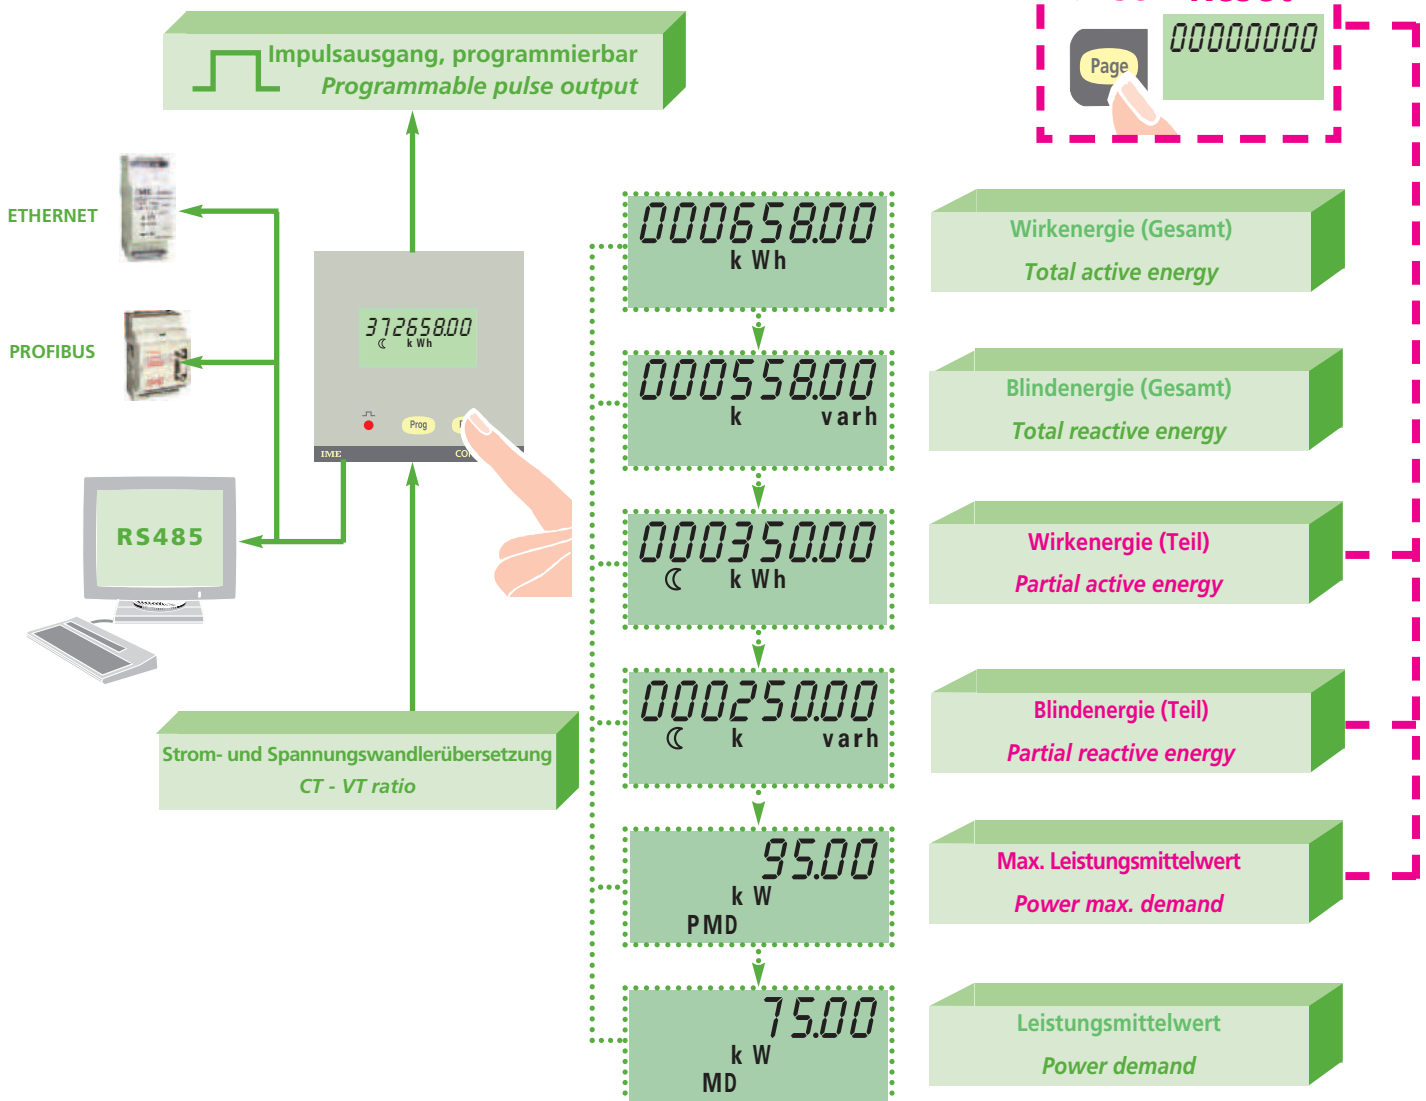 Impulsausgang, programmierbar
Programmable pulse output
Reset
Page
00000000
ETHERNET
PROFIBUS
RS485
372658.00
k Wh
Prog
IME
Strom- und Spannungswandlerübersetzung
CT - VT ratio
000658.00
k Wh
Wirkenergie (Gesamt)
Total active energy
000558.00
k varh
Blindenergie (Gesamt)
Total reactive energy
000350.00
k Wh
Wirkenergie (Teil)
Partial active energy
000250.00
k varh
Blindenergie (Teil)
Partial reactive energy
95.00
k W
PMD
Max. Leistungsmittelwert
Power max. demand
75.00
k W
MD
Leistungsmittelwert
Power demand